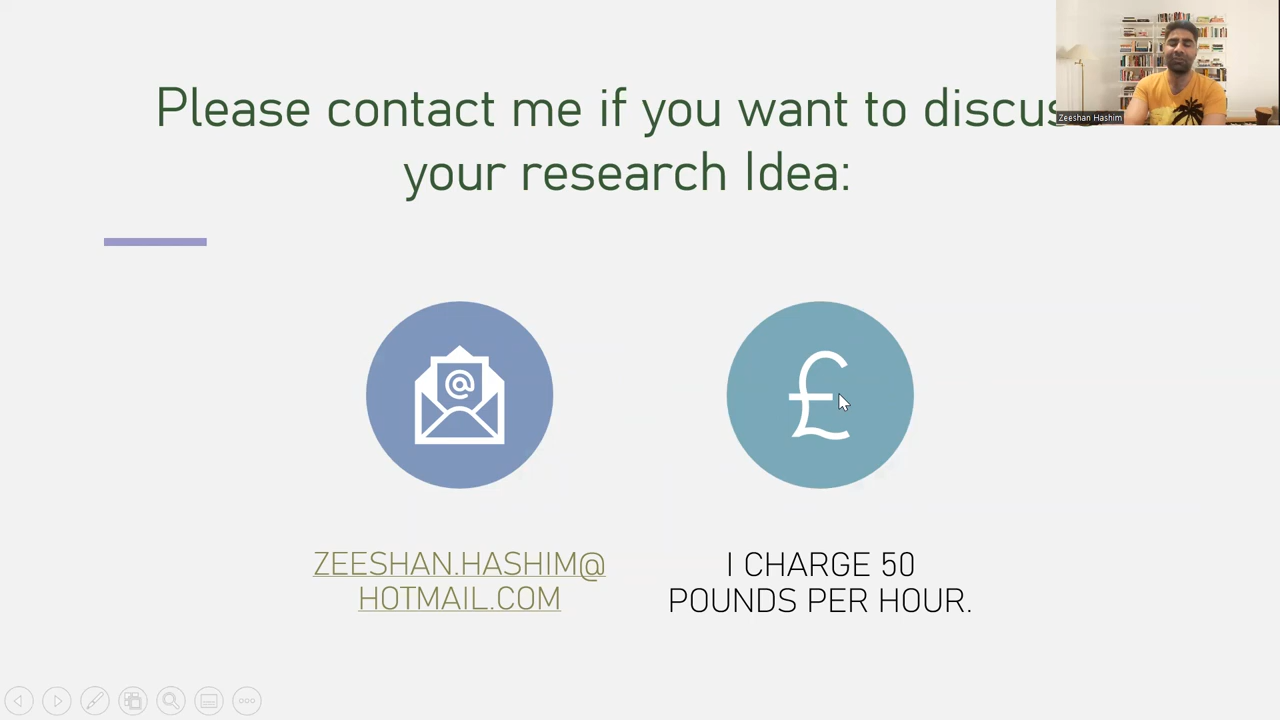 Please contact me if you want to discus
your research Idea:
Zeeshan Hashim
@
£
ZEESHAN.HASHIM@
HOTMAIL.COM
I CHARGE 50
POUNDS PER HOUR.